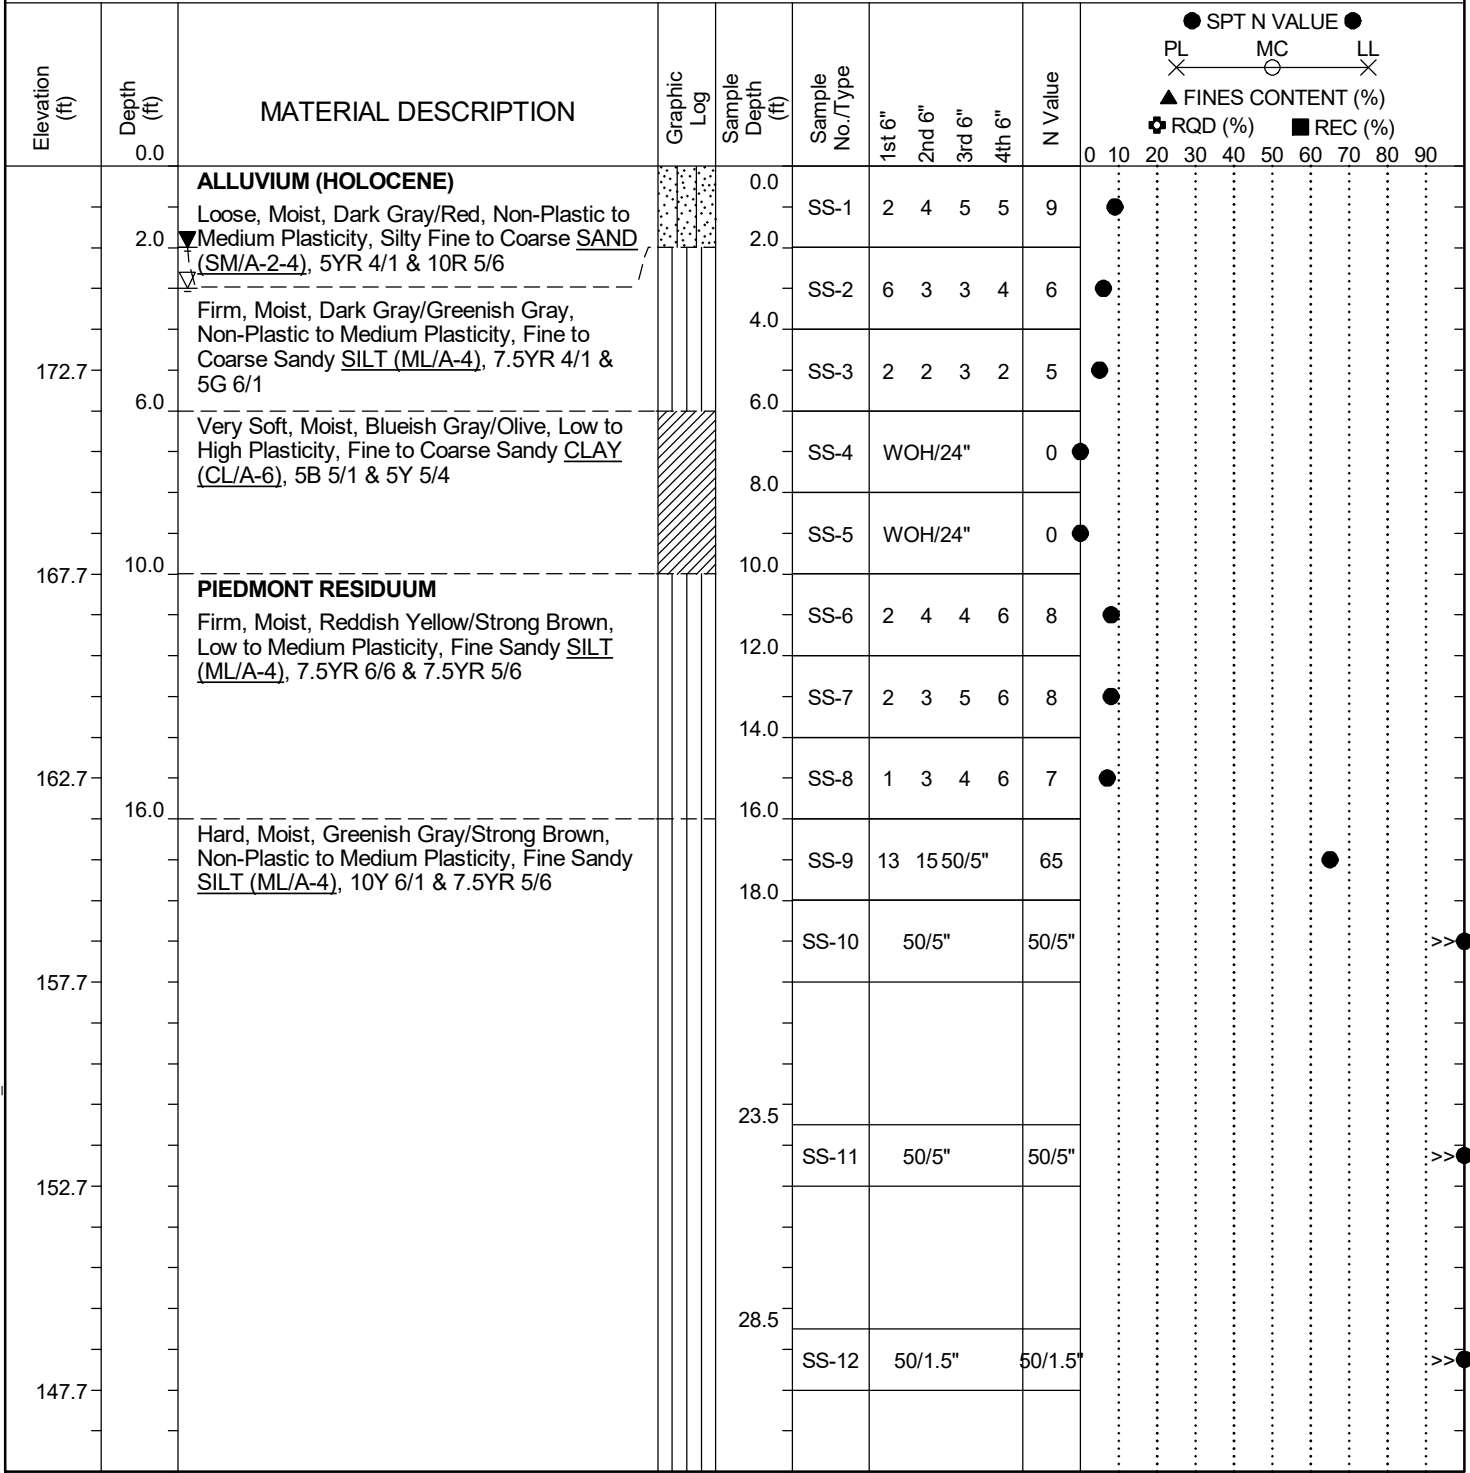 Elevation (ft)
Depth (ft)
0.0
MATERIAL DESCRIPTION
Graphic Log
Sample Depth (ft)
Sample No./Type
1st 6"
2nd 6"
3rd 6"
4th 6"
N Value
SPT N VALUE
PL MC LL
FINES CONTENT (%)
RQD (%) REC (%)
0 10 20 30 40 50 60 70 80 90
ALLUVIUM (HOLOCENE)
Loose, Moist, Dark Gray/Red, Non-Plastic to
Medium Plasticity, Silty Fine to Coarse SAND
(SM/A-2-4), 5YR 4/1 & 10R 5/6
0.0
SS-1 2 4 5 5 9
2.0
2.0
Firm, Moist, Dark Gray/Greenish Gray,
Non-Plastic to Medium Plasticity, Fine to
Coarse Sandy SILT (ML/A-4), 7.5YR 4/1 &
5G 6/1
SS-2 6 3 3 4 6
4.0
172.7
SS-3 2 2 3 2 5
6.0
6.0
Very Soft, Moist, Blueish Gray/Olive, Low to
High Plasticity, Fine to Coarse Sandy CLAY
(CL/A-6), 5B 5/1 & 5Y 5/4
SS-4 WOH/24" 0
8.0
SS-5 WOH/24" 0
10.0
10.0
167.7
PIEDMONT RESIDUUM
Firm, Moist, Reddish Yellow/Strong Brown,
Low to Medium Plasticity, Fine Sandy SILT
(ML/A-4), 7.5YR 6/6 & 7.5YR 5/6
SS-6 2 4 4 6 8
12.0
SS-7 2 3 5 6 8
14.0
162.7
SS-8 1 3 4 6 7
16.0
16.0
Hard, Moist, Greenish Gray/Strong Brown,
Non-Plastic to Medium Plasticity, Fine Sandy
SILT (ML/A-4), 10Y 6/1 & 7.5YR 5/6
SS-9 13 15 50/5" 65
18.0
SS-10 50/5" 50/5" >>
157.7
23.5
SS-11 50/5" 50/5" >>
152.7
28.5
SS-12 50/1.5" 50/1.5" >>
147.7